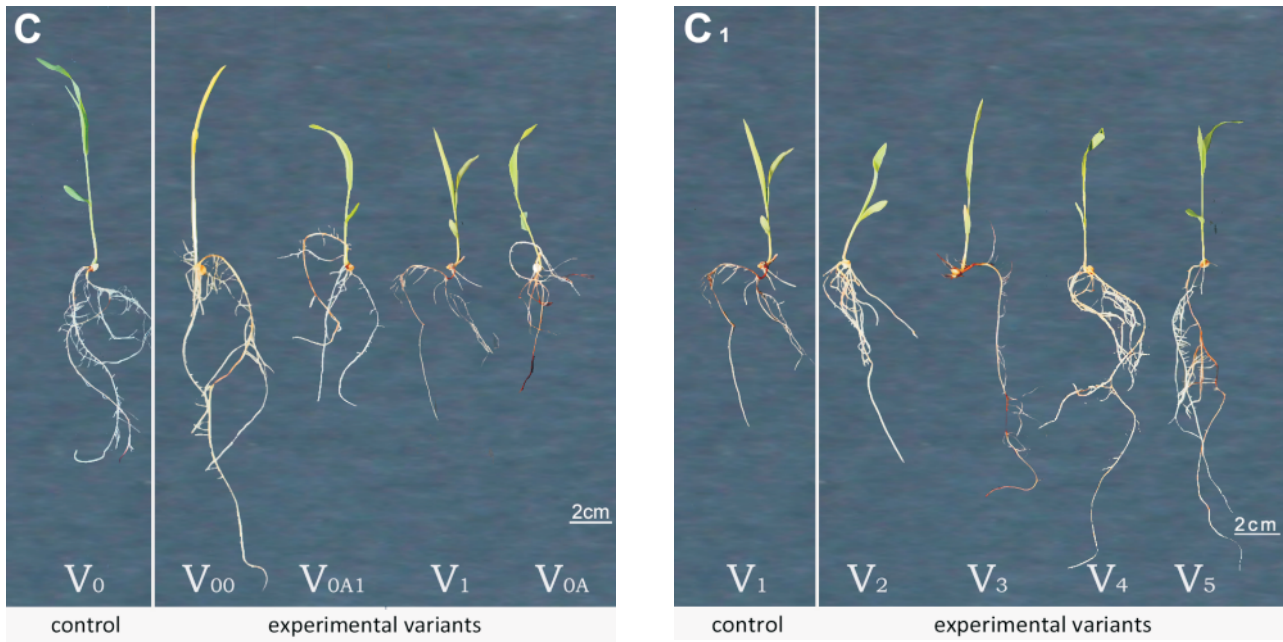 C
2cm
V0 V00 V0A1 V1 V0A
control experimental variants
C1
2cm
V1 V2 V3 V4 V5
control experimental variants